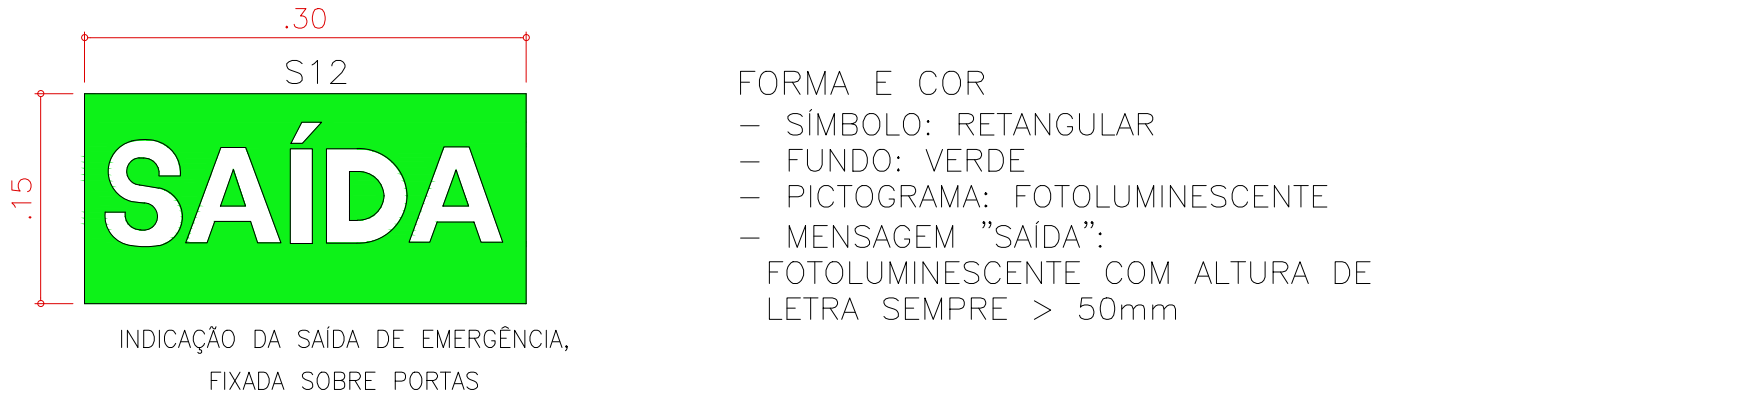 .30
S12
.15
SAÍDA
INDICAÇÃO DA SAÍDA DE EMERGÊNCIA,
FIXADA SOBRE PORTAS
FORMA E COR
– SÍMBOLO: RETANGULAR
– FUNDO: VERDE
– PICTOGRAMA: FOTOLUMINESCENTE
– MENSAGEM ”SAÍDA”:
FOTOLUMINESCENTE COM ALTURA DE
LETRA SEMPRE > 50mm